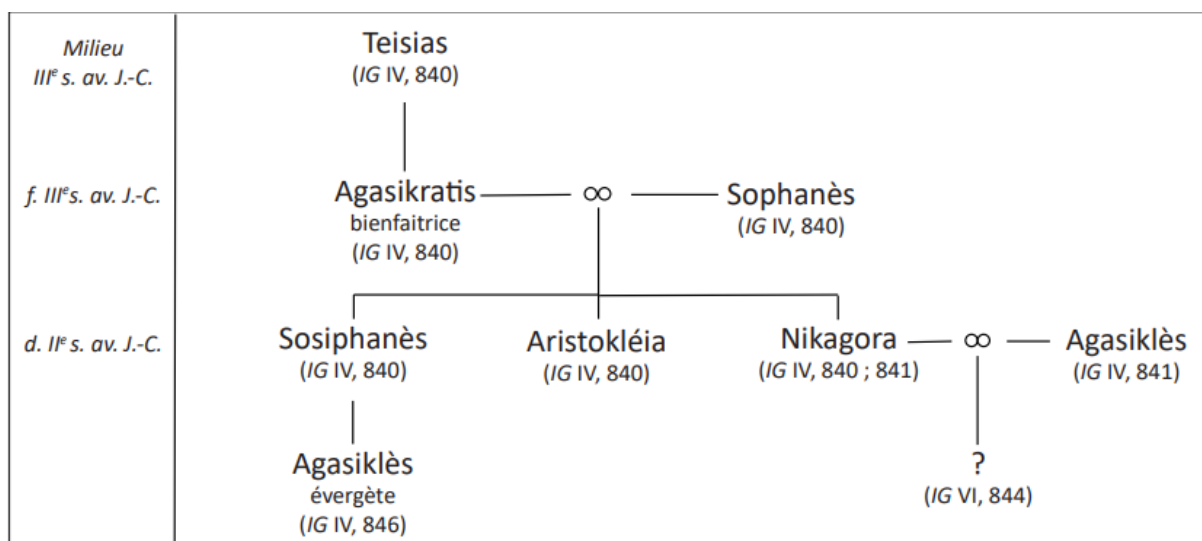 Milieu
IIIe s. av. J.-C.
Teisias
(IG IV, 840)
f. IIIe s. av. J.-C.
Agasikratis
bienfaitrice
(IG IV, 840)
∞
Sophanès
(IG IV, 840)
d. IIe s. av. J.-C.
Sosiphanès
(IG IV, 840)
Aristokléia
(IG IV, 840)
Nikagora
(IG IV, 840 ; 841)
∞
Agasiklès
(IG IV, 841)
Agasiklès
évergète
(IG IV, 846)
?
(IG VI, 844)